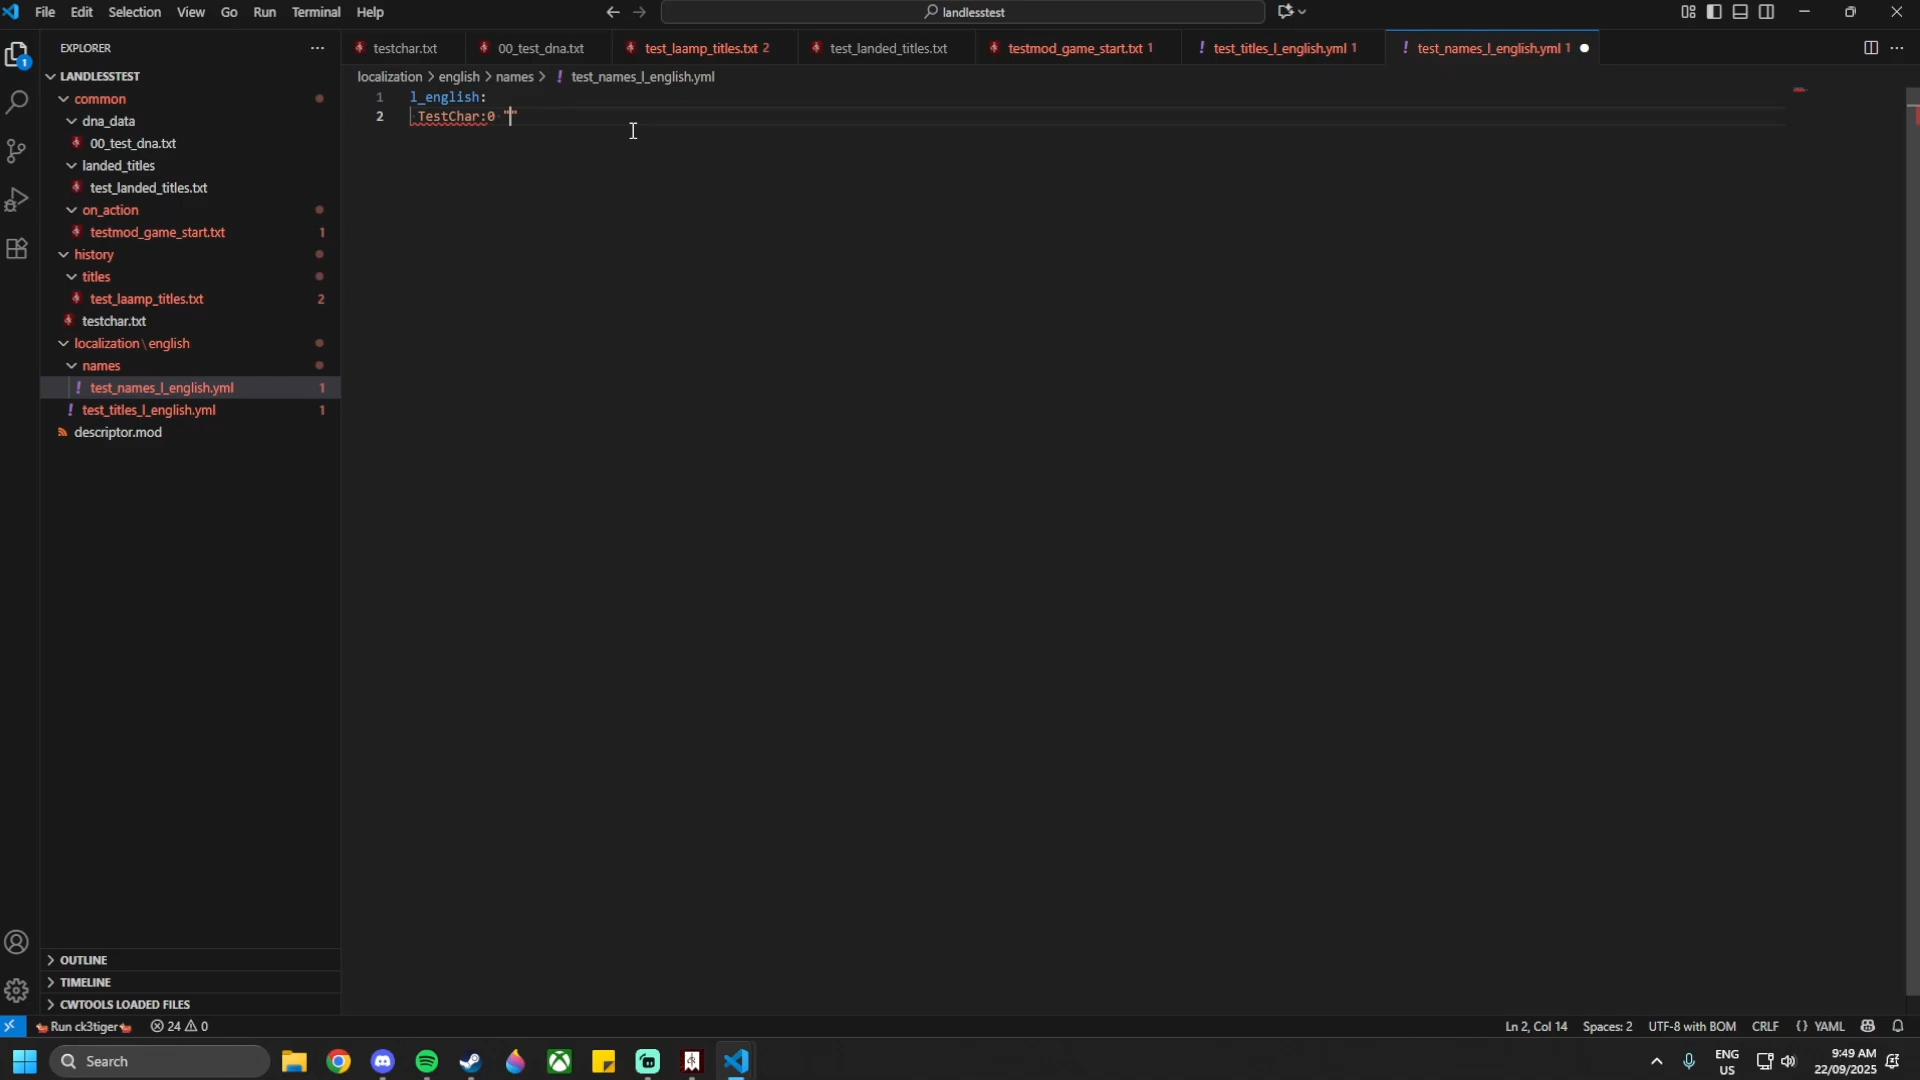 File Edit Selection View Go Run Terminal Help
landlesstest
EXPLORER
testchar.txt
00_test_dna.txt
test_laamp_titles.txt 2
test_landed_titles.txt
testmod_game_start.txt 1
! test_titles_l_english.yml 1
! test_names_l_english.yml 1
LANDLESSTEST
localization > english > names > ! test_names_l_english.yml
common
1 l_english:
dna_data
2 TestChar:0 ""
00_test_dna.txt
landed_titles
test_landed_titles.txt
on_action
testmod_game_start.txt 1
history
titles
test_laamp_titles.txt 2
testchar.txt
localization \ english
names
! test_names_l_english.yml 1
! test_titles_l_english.yml 1
descriptor.mod
1
OUTLINE
TIMELINE
CWTOOLS LOADED FILES
Run ck3tiger
24 0
Ln 2, Col 14
Spaces: 2
UTF-8 with BOM
CRLF
{} YAML
Search
ENG
US
9:49 AM
22/09/2025